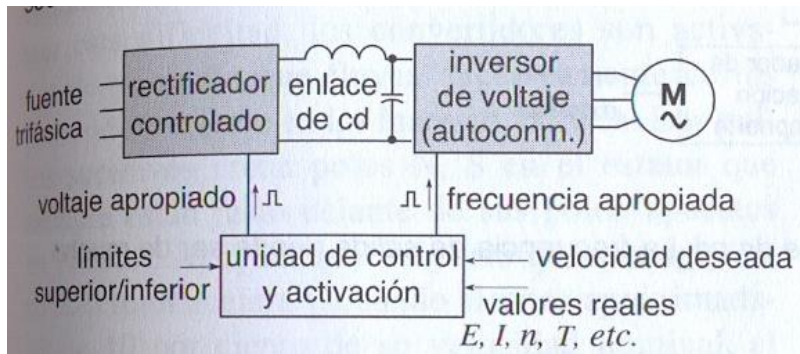 fuente
trifásica
rectificador
controlado
enlace
de cd
inversor
de voltaje
(autoconm.)
M
voltaje apropiado
frecuencia apropiada
límites
superior/inferior
unidad de control
y activación
velocidad deseada
valores reales
E, I, n, T, etc.